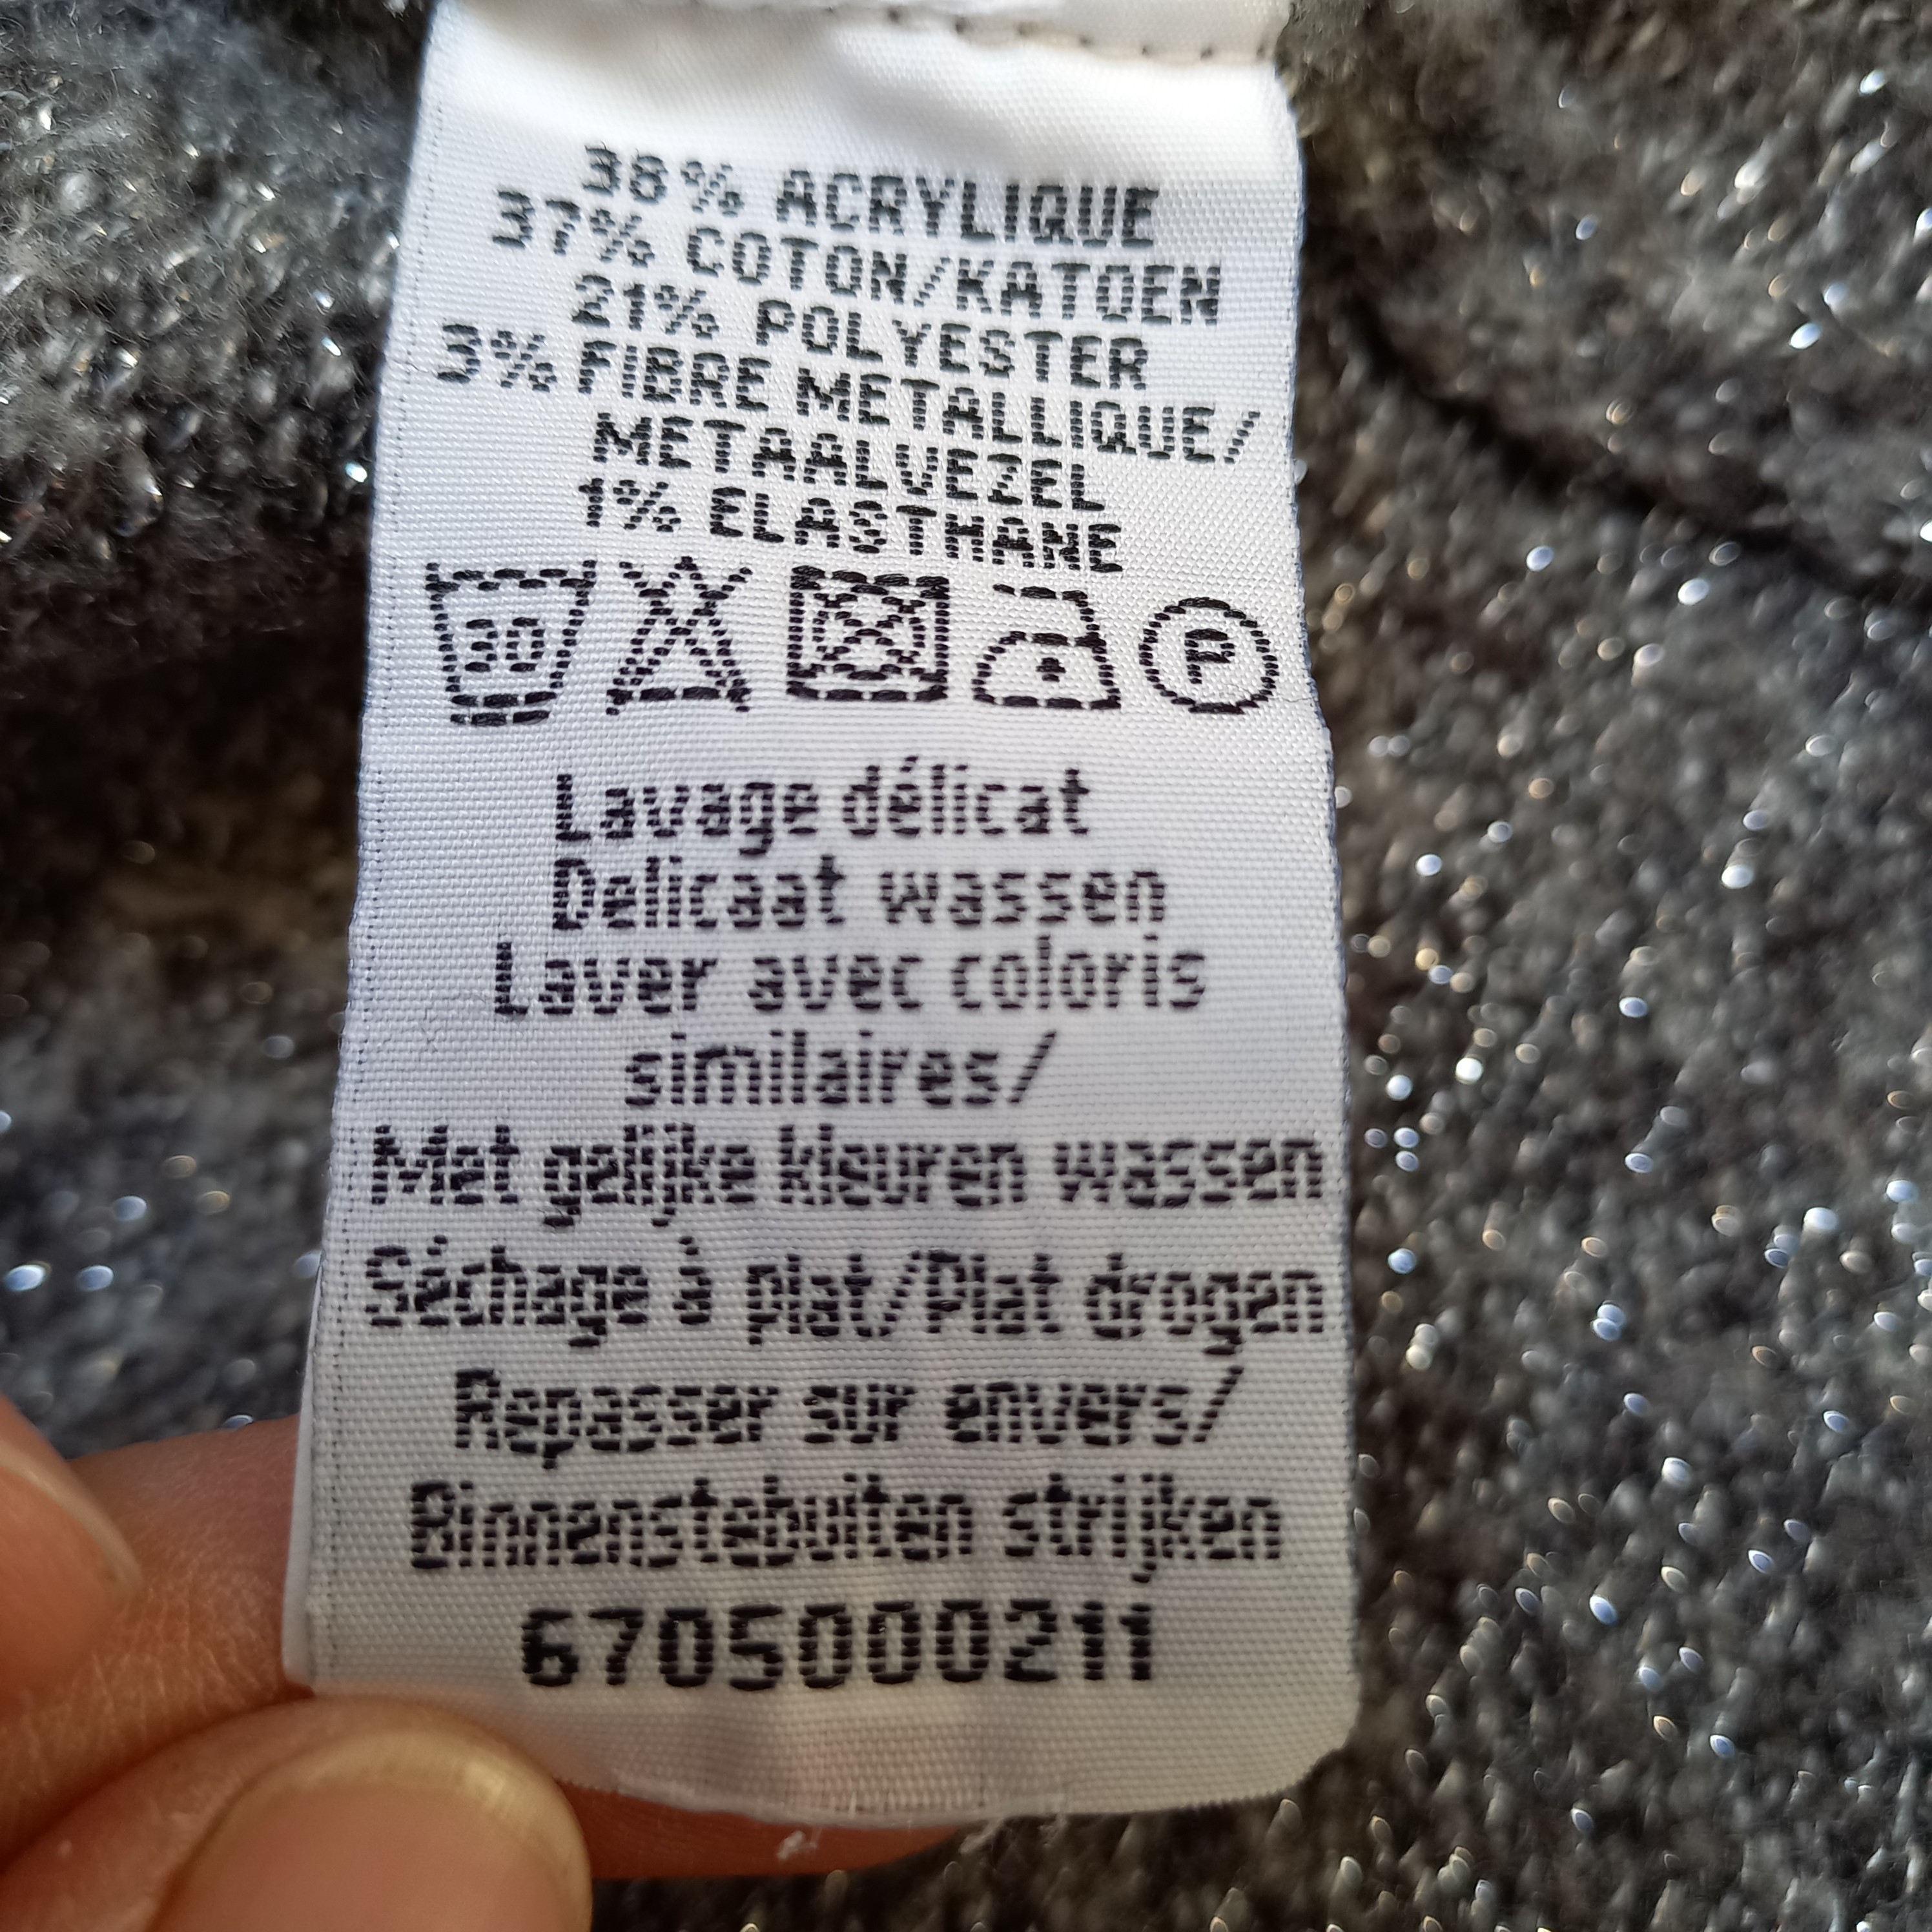 38% ACRYLIQUE
37% COTON/KATOEN
21% POLYESTER
3% FIBRE METALLIQUE/
METAALVEZEL
1% ELASTHANE
30 P
Lavage délicat
Delicaat wassen
Laver avec coloris
similaires/
Met gelijke kleuren wassen
Séchage à plat/Plat drogen
Repasser sur envers/
Binnenstebuiten strijken
6705000211